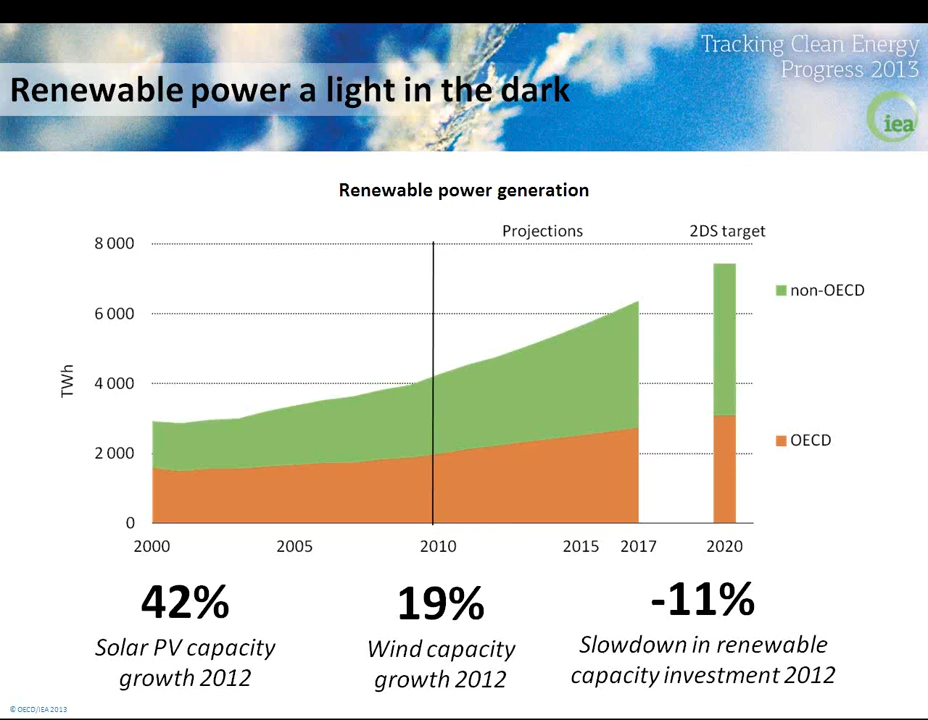 Tracking Clean Energy
Progress 2013
Renewable power a light in the dark
iea
Renewable power generation
Projections
2DS target
8 000
6 000
4 000
2 000
0
TWh
non-OECD
OECD
2000
2005
2010
2015
2017
2020
42%
Solar PV capacity
growth 2012
19%
Wind capacity
growth 2012
-11%
Slowdown in renewable
capacity investment 2012
© OECD/IEA 2013